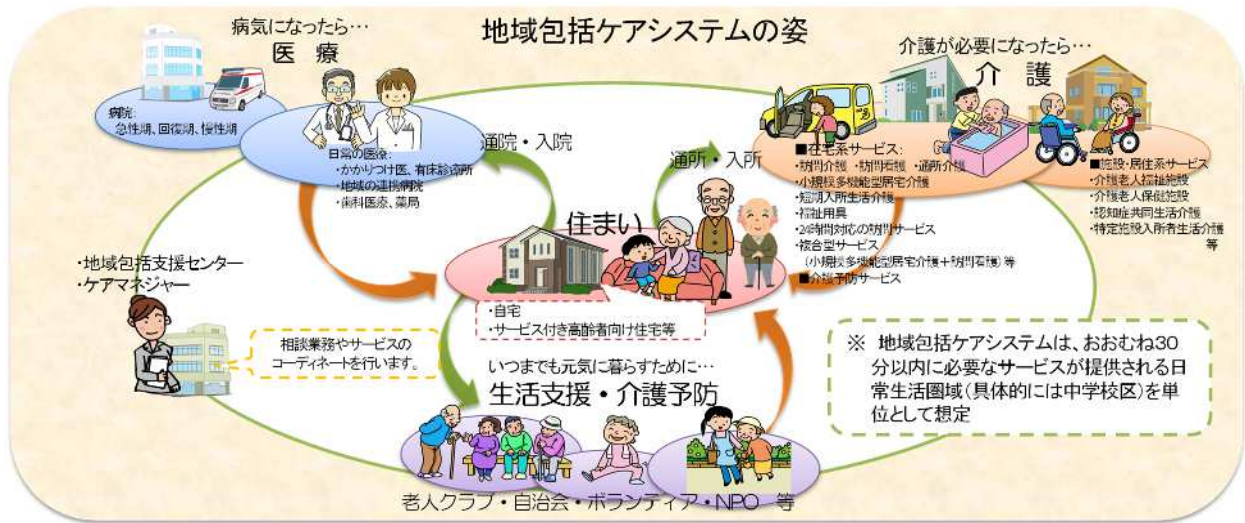 地域包括ケアシステムの姿
病気になったら…
医 療
病院:
急性期、回復期、慢性期
日常の医療:
・かかりつけ医、有床診療所
・地域の連携病院
・歯科医療、薬局
通院・入院
通所・入所
介護が必要になったら…
介 護
■在宅系サービス:
・訪問介護 ・訪問看護 ・通所介護
・小規模多機能型居宅介護
・短期入所生活介護
・福祉用具
・24時間対応の訪問サービス
・複合型サービス
(小規模多機能型居宅介護+訪問看護)等
■介護予防サービス
■施設・居住系サービス
・介護老人福祉施設
・介護老人保健施設
・認知症共同生活介護
・特定施設入所者生活介護
等
住まい
・自宅
・サービス付き高齢者向け住宅等
・地域包括支援センター
・ケアマネジャー
相談業務やサービスの
コーディネートを行います。
いつまでも元気に暮らすために…
生活支援・介護予防
老人クラブ・自治会・ボランティア・NPO 等
※ 地域包括ケアシステムは、おおむね30
分以内に必要なサービスが提供される日
常生活圏域(具体的には中学校区)を単
位として想定